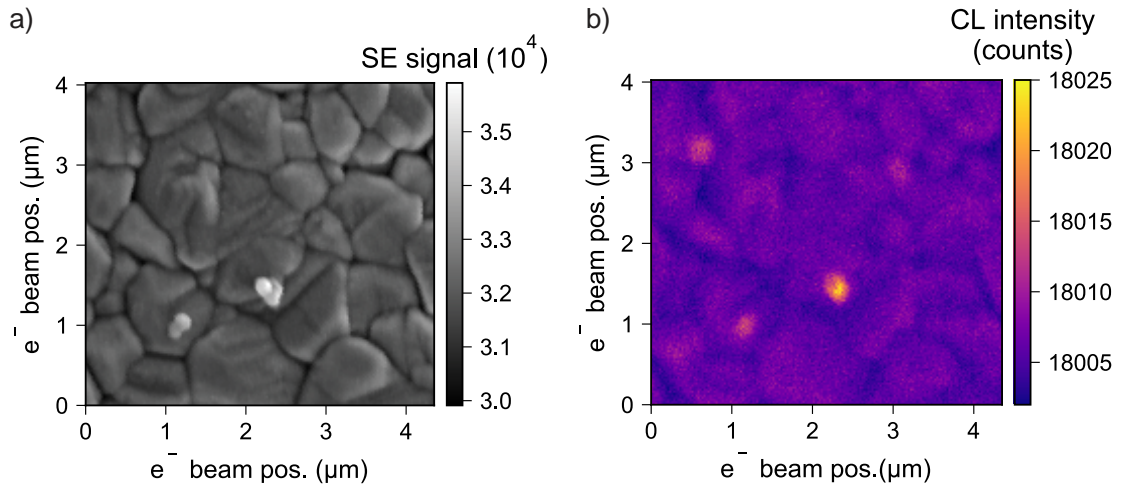 a)
SE signal (10⁴)
4
3
2
1
0
0 1 2 3 4
e⁻ beam pos. (μm)
e⁻ beam pos. (μm)
3.5
3.4
3.3
3.2
3.1
3.0
b)
CL intensity
(counts)
4
3
2
1
0
0 1 2 3 4
e⁻ beam pos. (μm)
e⁻ beam pos.(μm)
18025
18020
18015
18010
18005